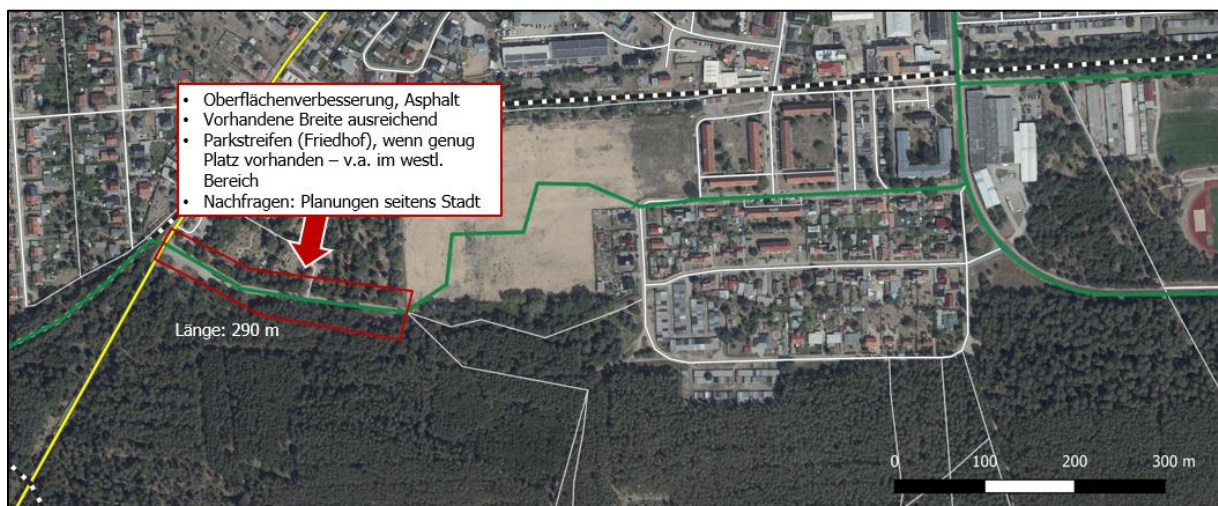 • Oberflächenverbesserung, Asphalt
• Vorhandene Breite ausreichend
• Parkstreifen (Friedhof), wenn genug
Platz vorhanden – v.a. im westl.
Bereich
• Nachfragen: Planungen seitens Stadt
Länge: 290 m
0 100 200 300 m